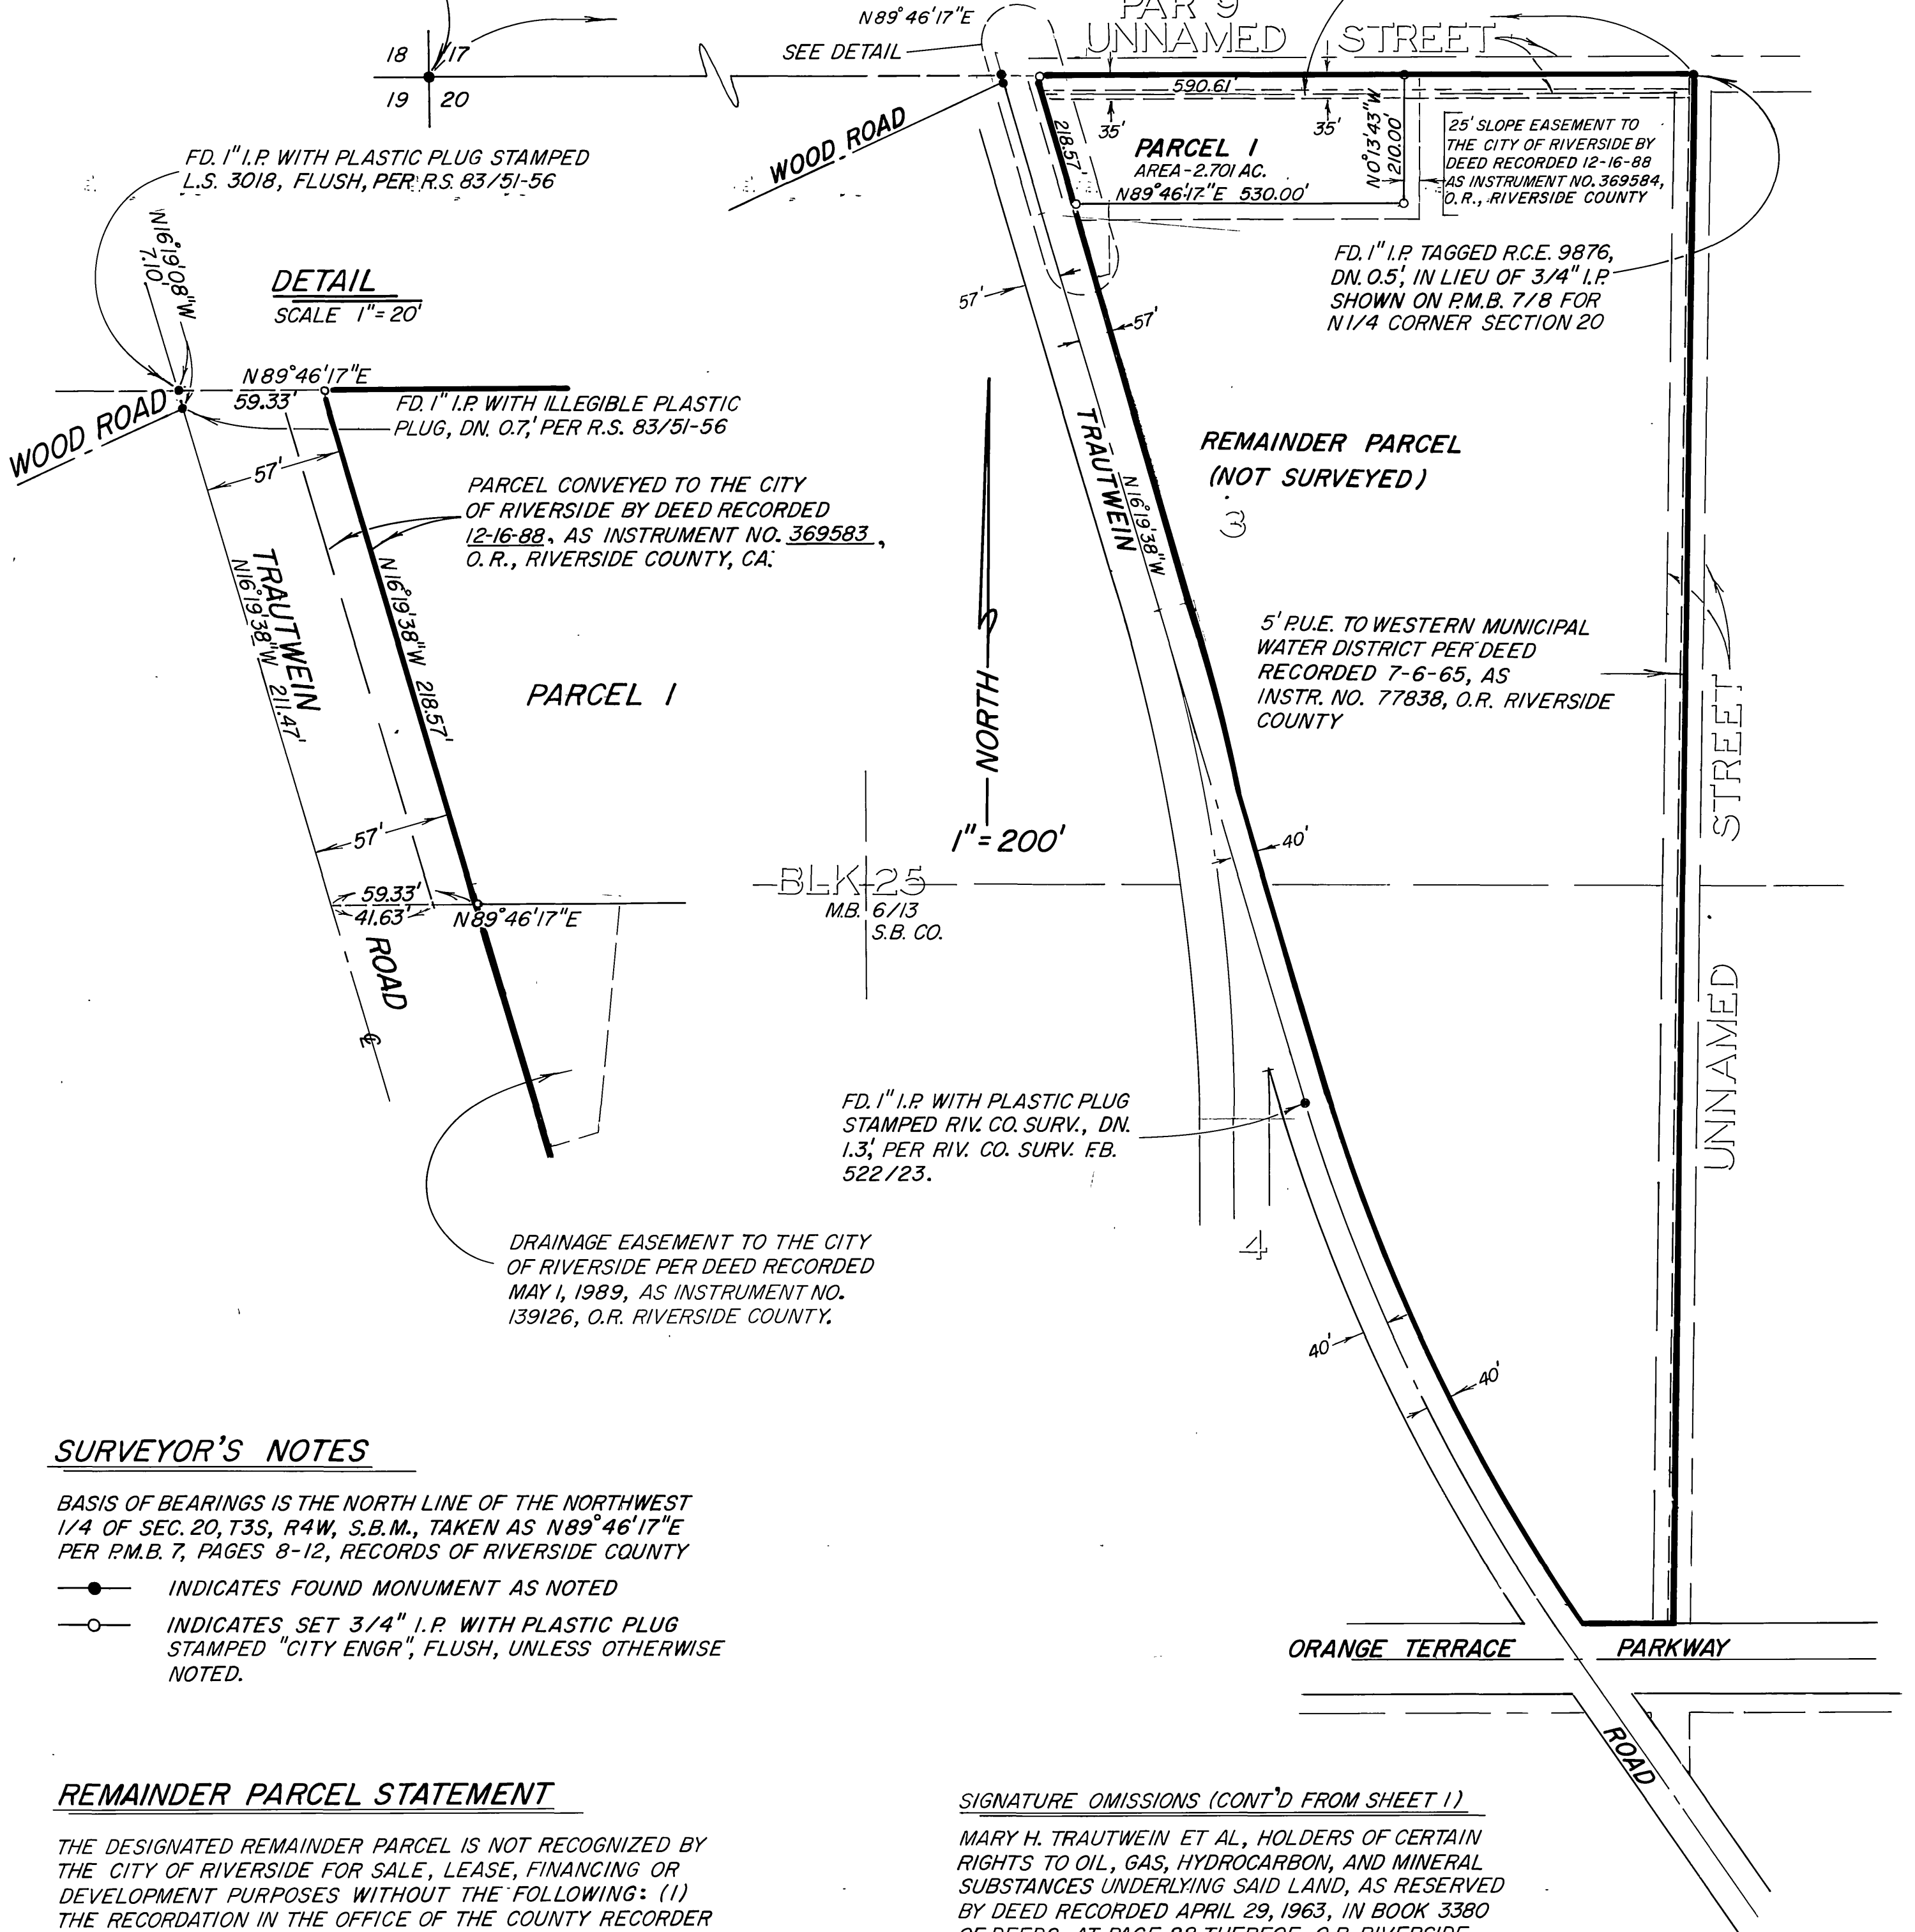 N89°46'17"E
PAR 9
UNNAMED STREET
SEE DETAIL
18 17
19 20
WOOD ROAD
590.61'
35'
35'
218.57'
PARCEL 1
AREA-2.701 AC.
N89°46'17"E 530.00'
N0°13'43"W
210.00'
25' SLOPE EASEMENT TO
THE CITY OF RIVERSIDE BY
DEED RECORDED 12-16-88
AS INSTRUMENT NO. 369584,
O.R., RIVERSIDE COUNTY
FD. 1" I.P. WITH PLASTIC PLUG STAMPED
L.S. 3018, FLUSH, PER R.S. 83/51-56
N16°19'08"W
7.10'
DETAIL
SCALE 1"=20'
FD. 1" I.P. TAGGED R.C.E. 9876,
DN. 0.5', IN LIEU OF 3/4" I.P.
SHOWN ON P.M.B. 7/8 FOR
N 1/4 CORNER SECTION 20
57'
57'
N89°46'17"E
59.33'
WOOD ROAD
FD. 1" I.P. WITH ILLEGIBLE PLASTIC
PLUG, DN. 0.7,' PER R.S. 83/51-56
57'
PARCEL CONVEYED TO THE CITY
OF RIVERSIDE BY DEED RECORDED
12-16-88, AS INSTRUMENT NO. 369583,
O.R., RIVERSIDE COUNTY, CA.
TRAUTWEIN
N16°19'38"W
REMAINDER PARCEL
(NOT SURVEYED)
3
TRAUTWEIN
N16°19'38"W 211.47'
N16°19'38"W 218.57'
PARCEL 1
NORTH
1"=200'
5' P.U.E. TO WESTERN MUNICIPAL
WATER DISTRICT PER DEED
RECORDED 7-6-65, AS
INSTR. NO. 77838, O.R. RIVERSIDE
COUNTY
UNNAMED STREET
57'
40'
59.33'
41.63'
N89°46'17"E
ROAD
℄
BLK 25
M.B. 6/13
S.B. CO.
FD. 1" I.P. WITH PLASTIC PLUG
STAMPED RIV. CO. SURV., DN.
1.3,' PER RIV. CO. SURV. F.B.
522/23.
4
DRAINAGE EASEMENT TO THE CITY
OF RIVERSIDE PER DEED RECORDED
MAY 1, 1989, AS INSTRUMENT NO.
139126, O.R. RIVERSIDE COUNTY.
40'
40'
SURVEYOR'S NOTES
BASIS OF BEARINGS IS THE NORTH LINE OF THE NORTHWEST
1/4 OF SEC. 20, T3S, R4W, S.B.M., TAKEN AS N89°46'17"E
PER P.M.B. 7, PAGES 8-12, RECORDS OF RIVERSIDE COUNTY
INDICATES FOUND MONUMENT AS NOTED
INDICATES SET 3/4" I.P. WITH PLASTIC PLUG
STAMPED "CITY ENGR", FLUSH, UNLESS OTHERWISE
NOTED.
ORANGE TERRACE PARKWAY
ROAD
REMAINDER PARCEL STATEMENT
THE DESIGNATED REMAINDER PARCEL IS NOT RECOGNIZED BY
THE CITY OF RIVERSIDE FOR SALE, LEASE, FINANCING OR
DEVELOPMENT PURPOSES WITHOUT THE FOLLOWING: (1)
THE RECORDATION IN THE OFFICE OF THE COUNTY RECORDER
SIGNATURE OMISSIONS (CONT'D FROM SHEET 1)
MARY H. TRAUTWEIN ET AL, HOLDERS OF CERTAIN
RIGHTS TO OIL, GAS, HYDROCARBON, AND MINERAL
SUBSTANCES UNDERLYING SAID LAND, AS RESERVED
BY DEED RECORDED APRIL 29, 1963, IN BOOK 3380